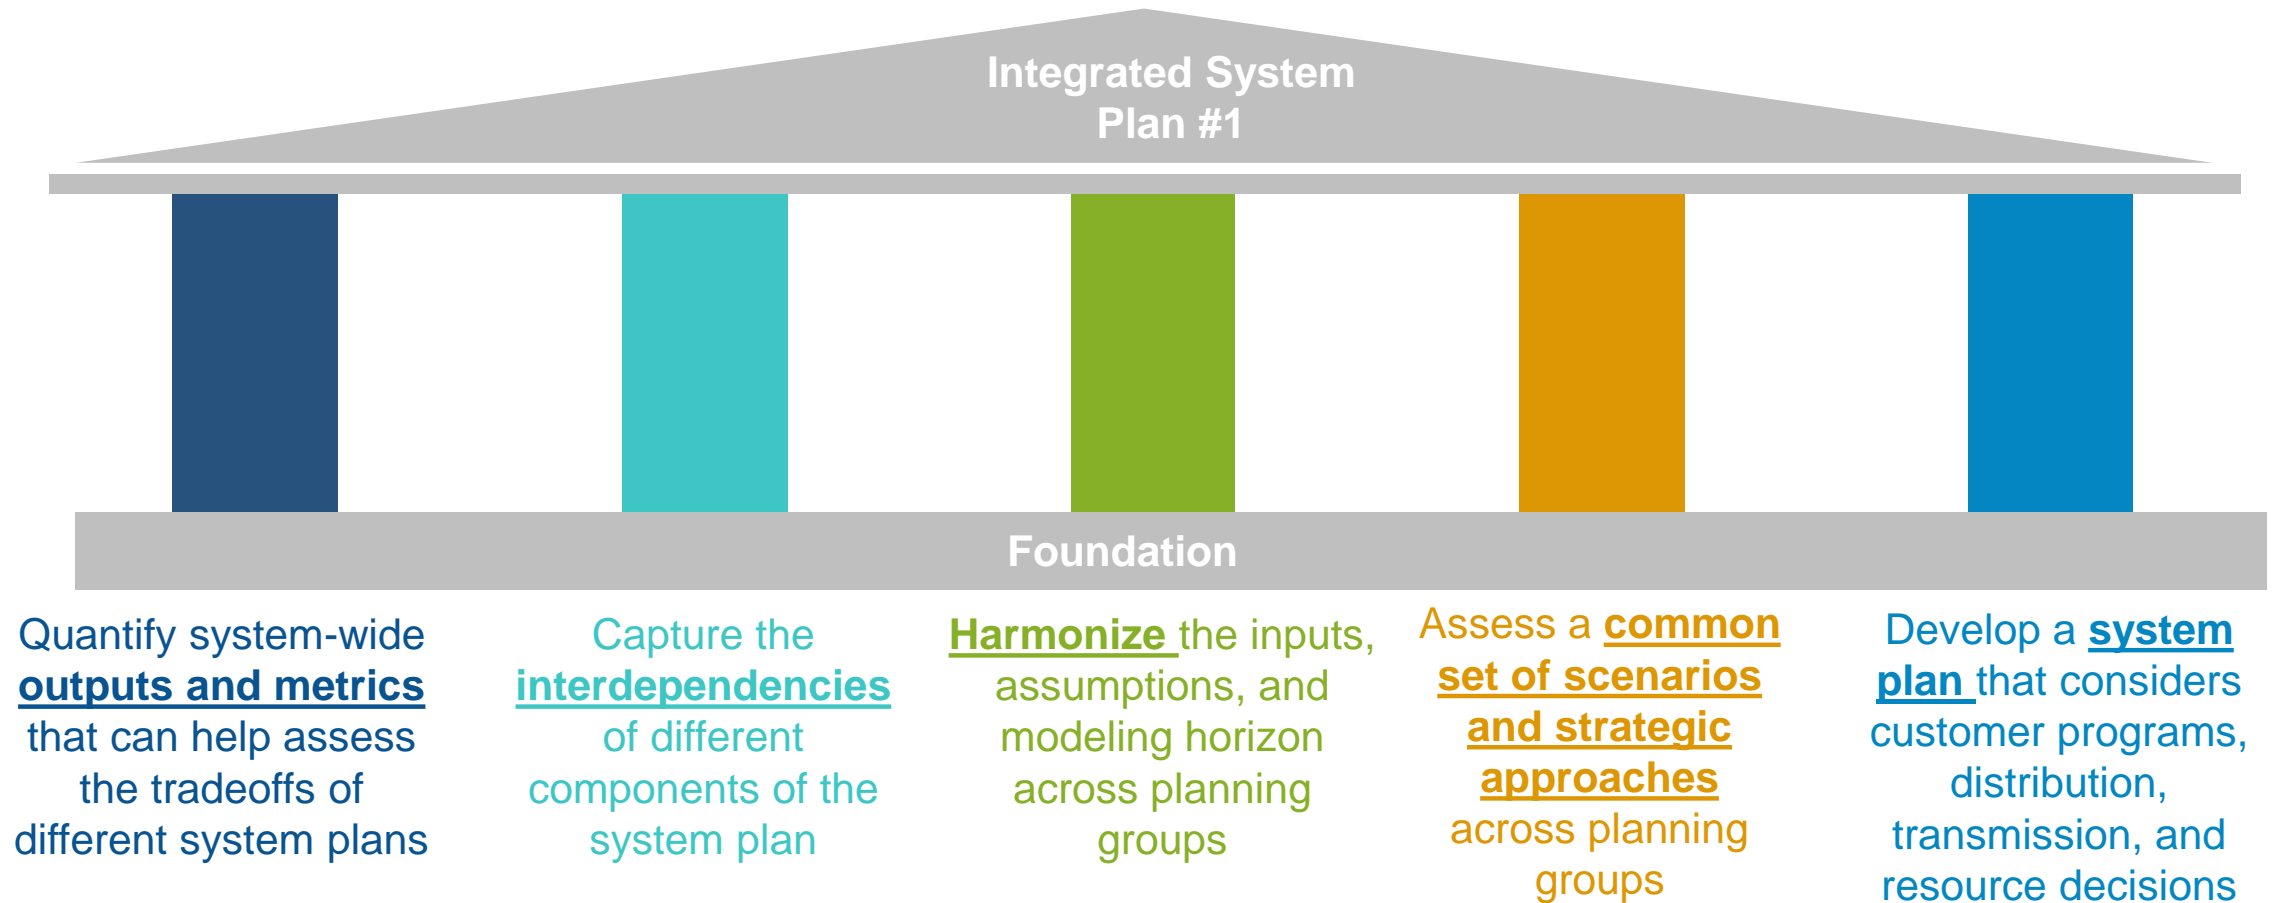 Integrated System
Plan #1
Foundation
Quantify system-wide
outputs and metrics
that can help assess
the tradeoffs of
different system plans
Capture the
interdependencies
of different
components of the
system plan
Harmonize the inputs,
assumptions, and
modeling horizon
across planning
groups
Assess a common
set of scenarios
and strategic
approaches
across planning
groups
Develop a system
plan that considers
customer programs,
distribution,
transmission, and
resource decisions